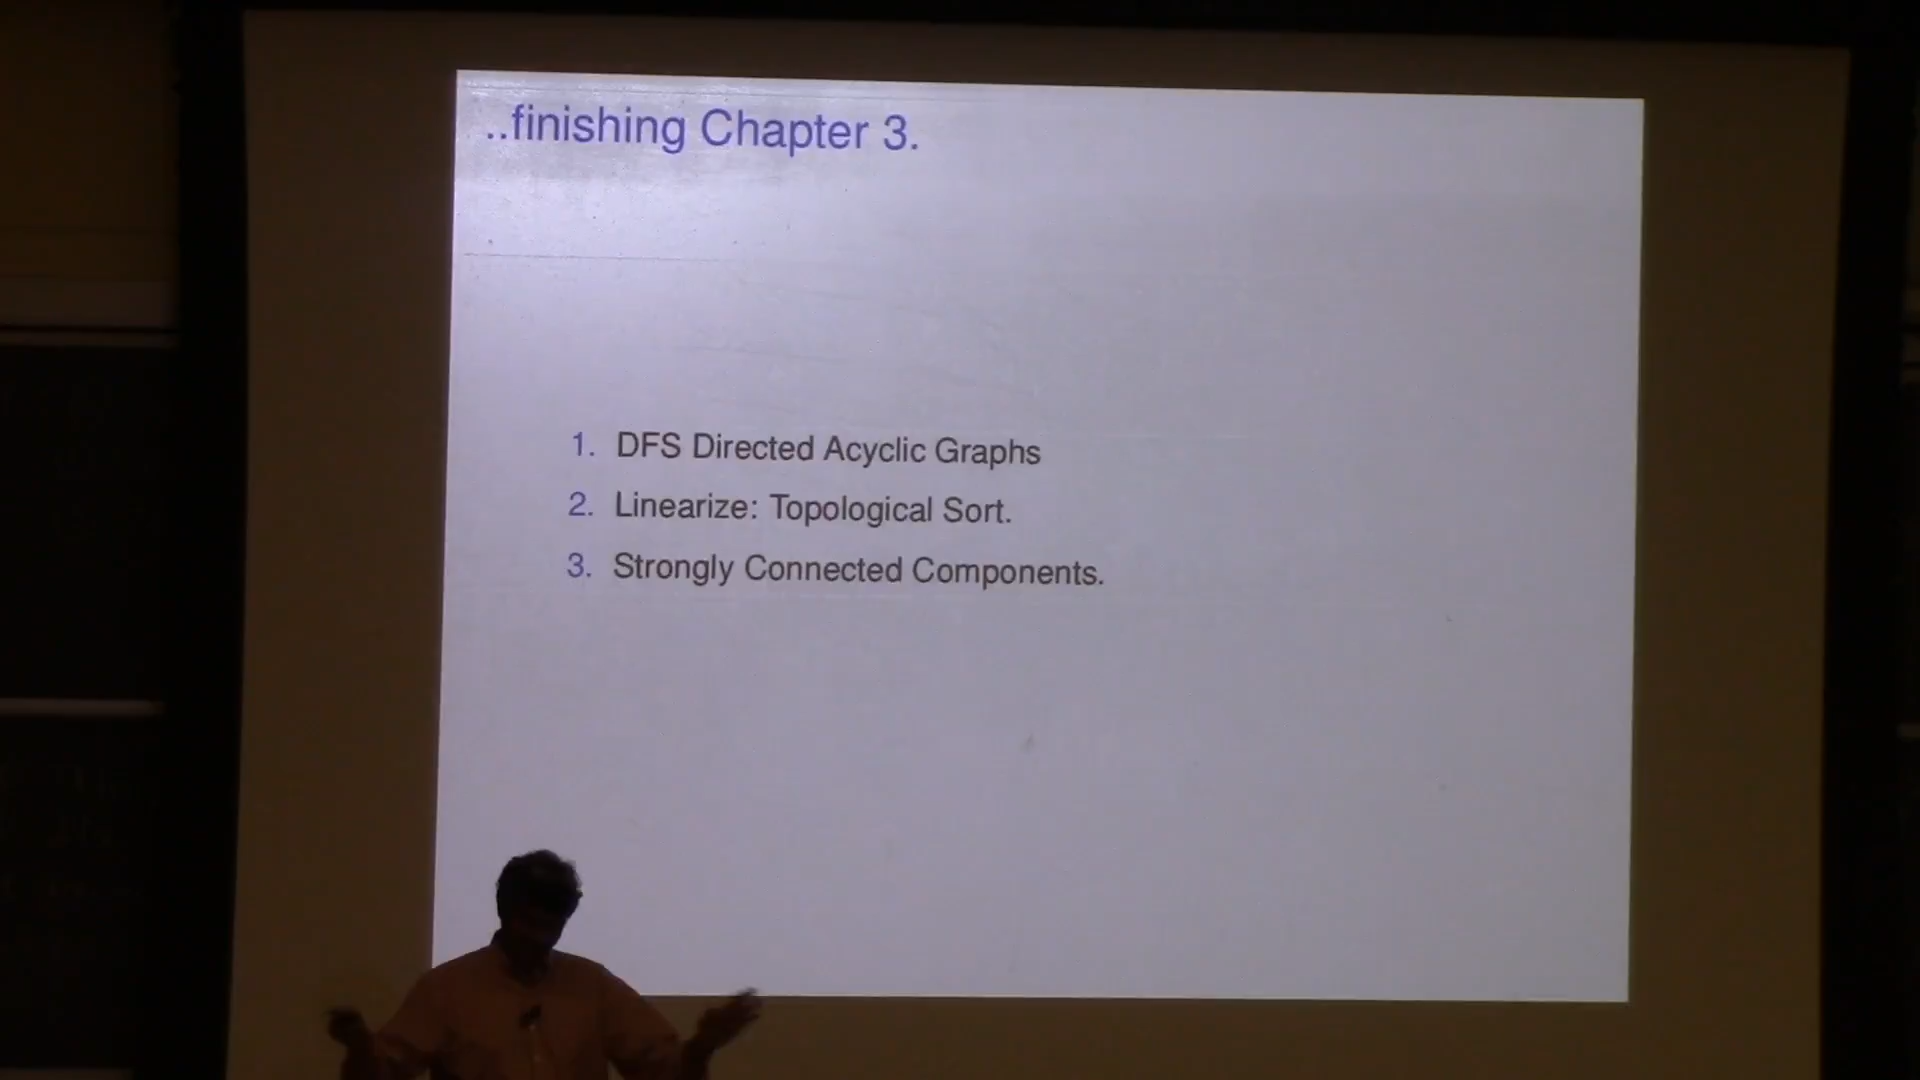 ..finishing Chapter 3.
1. DFS Directed Acyclic Graphs
2. Linearize: Topological Sort.
3. Strongly Connected Components.